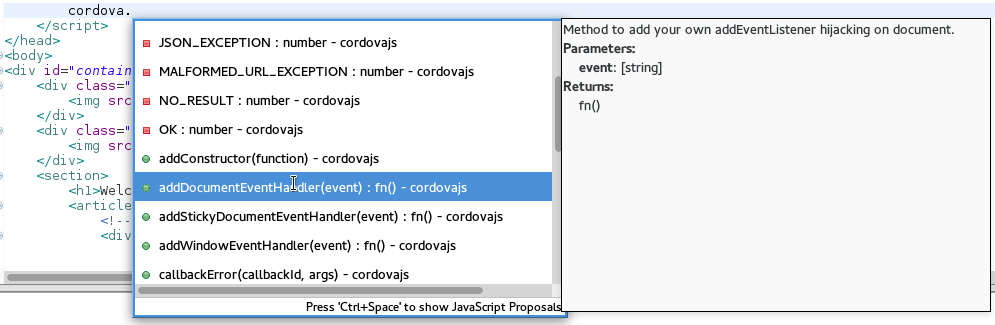 cordova.
</script>
</head>
<body>
<div id="contain
<div class="
<img src
</div>
<div class="
<img src
</div>
<section>
<h1>Welc
<article
<!--
<div
JSON_EXCEPTION : number - cordovajs
MALFORMED_URL_EXCEPTION : number - cordovajs
NO_RESULT : number - cordovajs
OK : number - cordovajs
addConstructor(function) - cordovajs
addDocumentEventHandler(event) : fn() - cordovajs
addStickyDocumentEventHandler(event) : fn() - cordovajs
addWindowEventHandler(event) : fn() - cordovajs
callbackError(callbackId, args) - cordovajs
Press 'Ctrl+Space' to show JavaScript Proposals
Method to add your own addEventListener hijacking on document.
Parameters:
event: [string]
Returns:
fn()